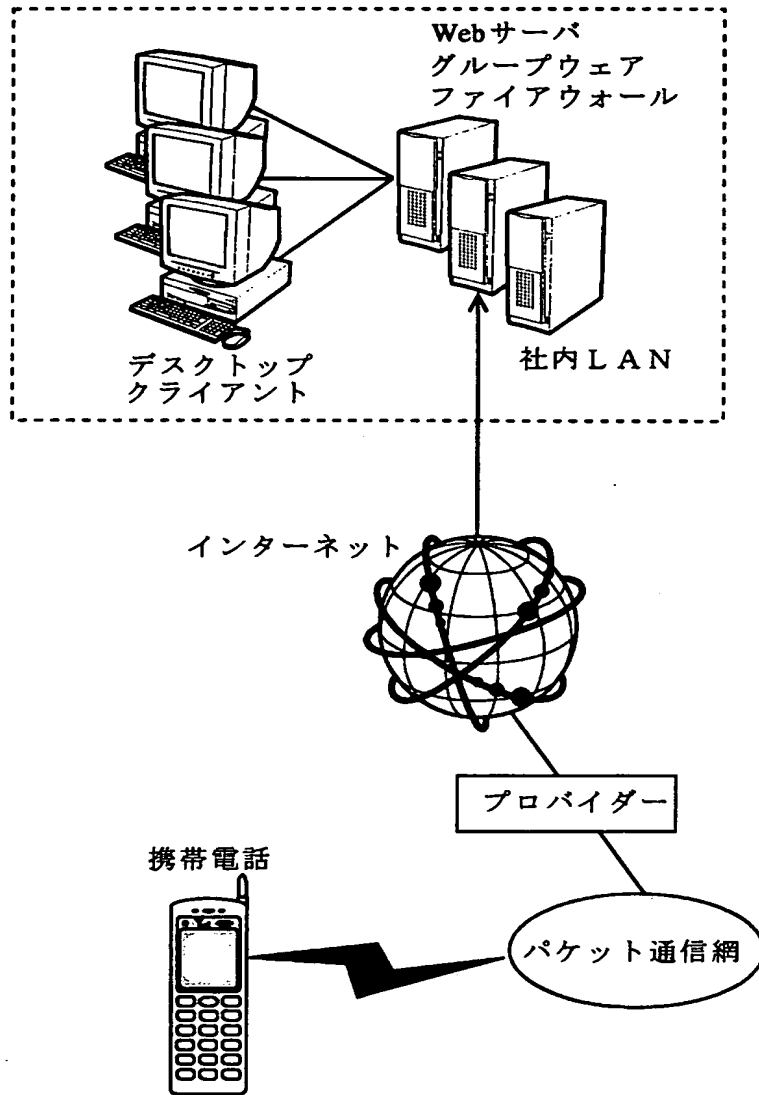 Webサーバ
グループウェア
ファイアウォール
デスクトップ
クライアント
社内LAN
インターネット
プロバイダー
携帯電話
パケット通信網